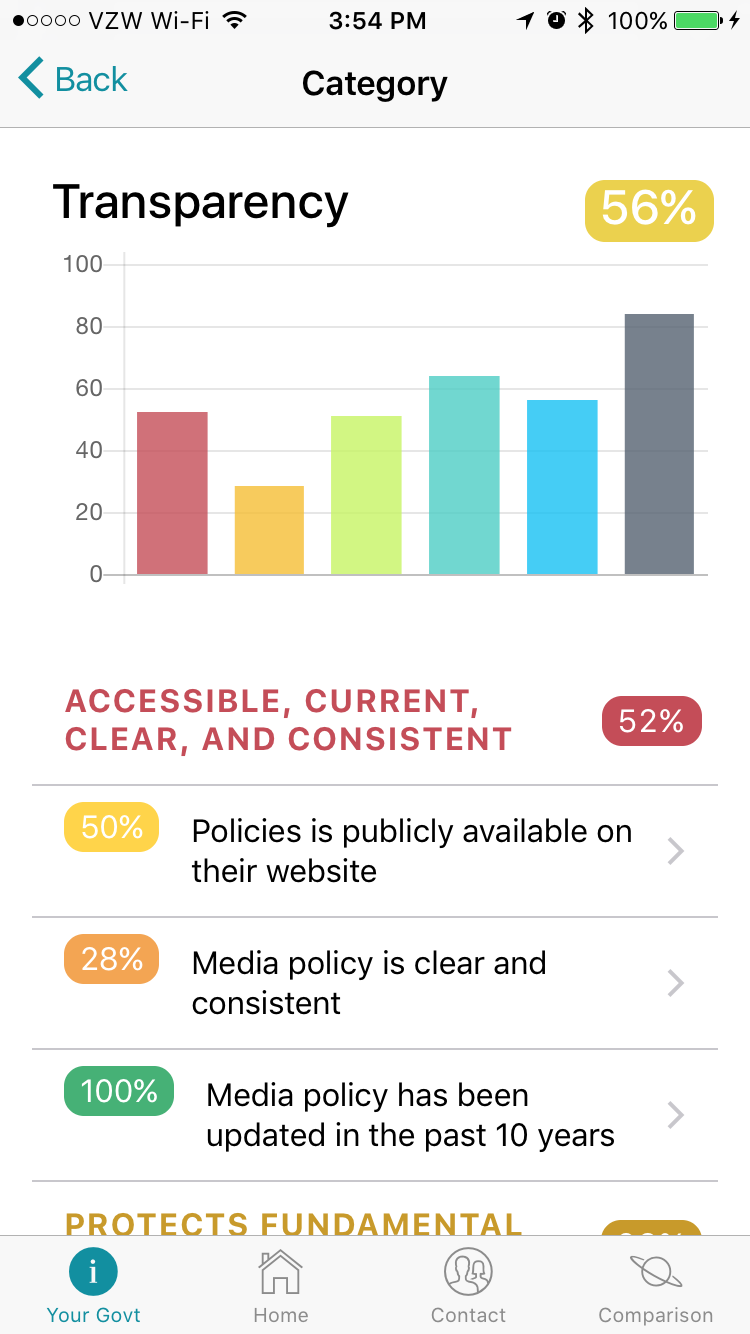 VZW Wi-Fi 3:54 PM 100%
Back Category
Transparency 56%
100
80
60
40
20
0
ACCESSIBLE, CURRENT,
CLEAR, AND CONSISTENT
52%
50% Policies is publicly available on
their website
28% Media policy is clear and
consistent
100% Media policy has been
updated in the past 10 years
PROTECTS FUNDAMENTAL
i
Your Govt Home Contact Comparison